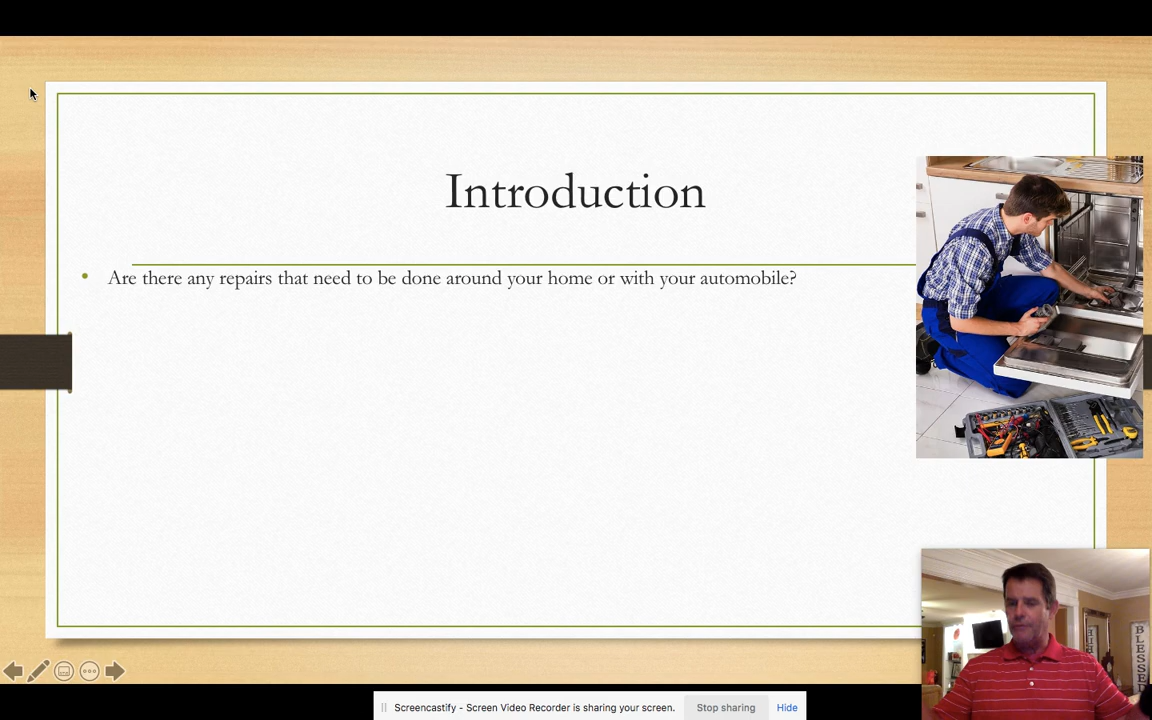 Introduction
• Are there any repairs that need to be done around your home or with your automobile?
BLESSED
Screencastify - Screen Video Recorder is sharing your screen.
Stop sharing
Hide